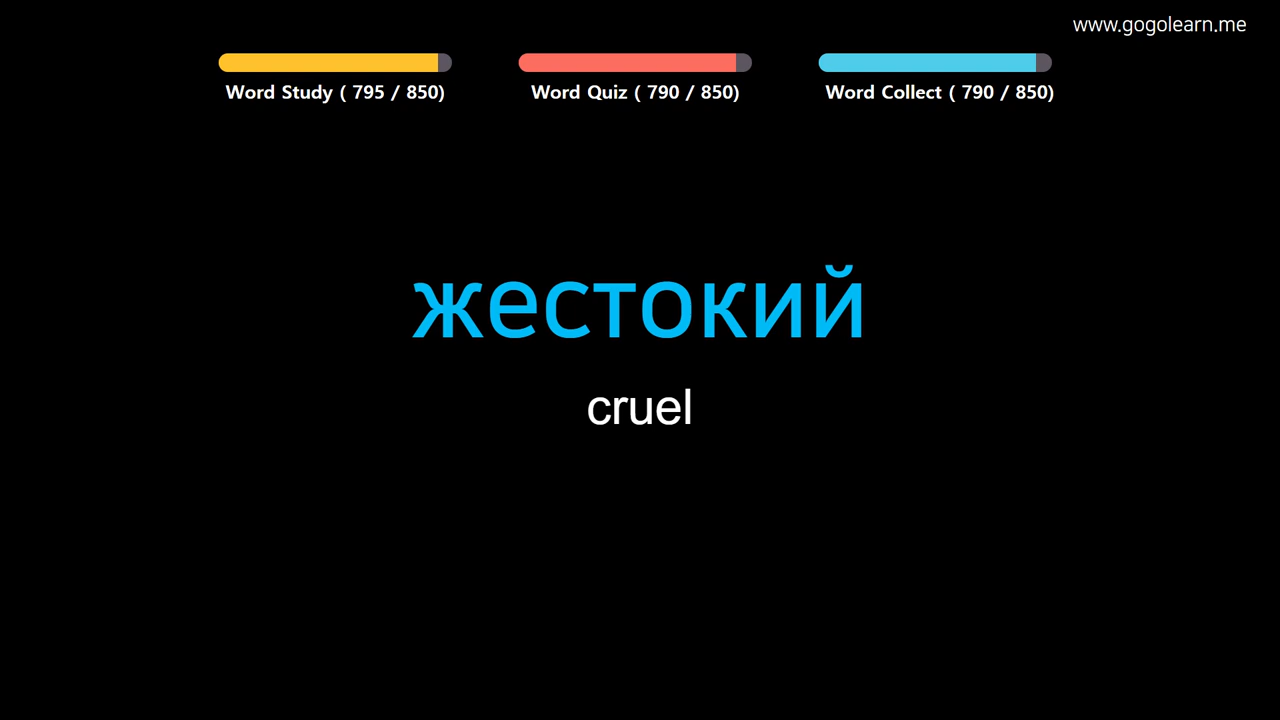 www.gogolearn.me
Word Study ( 795 / 850)
Word Quiz ( 790 / 850)
Word Collect ( 790 / 850)
жестокий
cruel